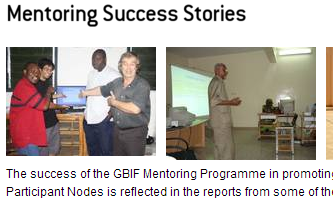 Mentoring Success Stories
The success of the GBIF Mentoring Programme in promoting
Participant Nodes is reflected in the reports from some of the